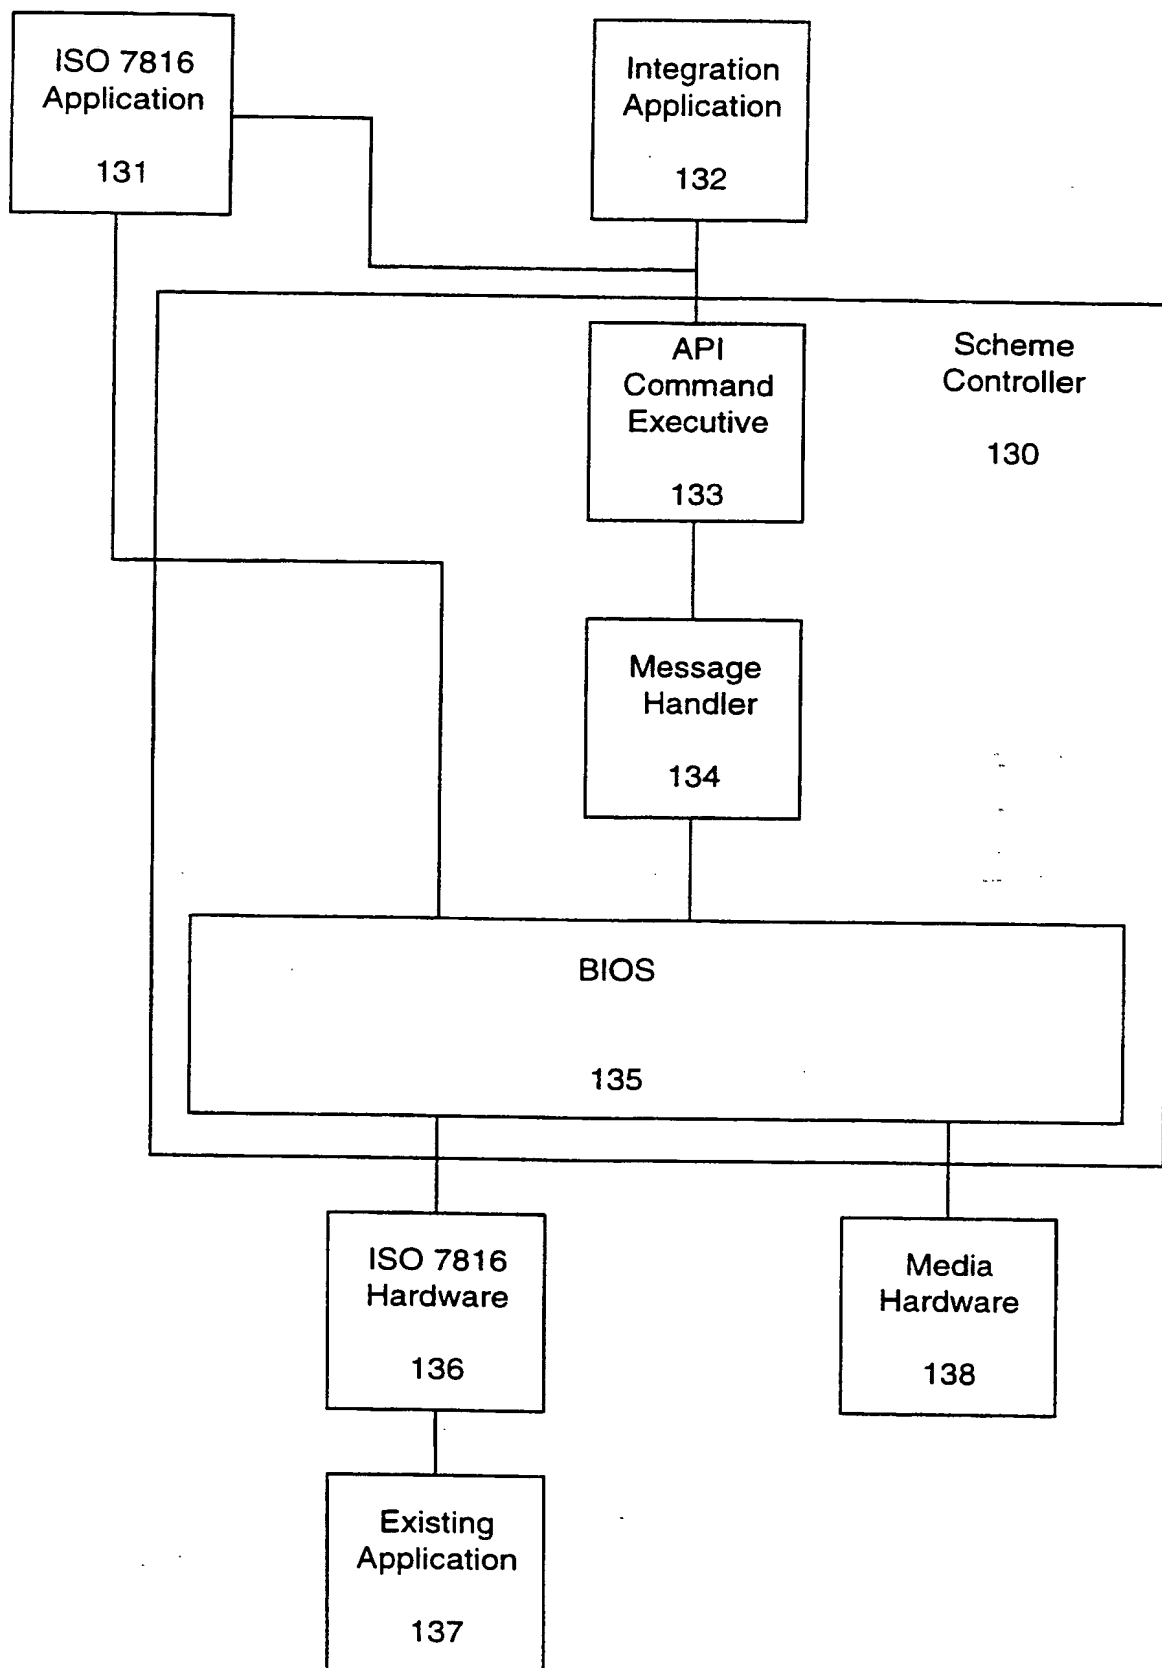 ISO 7816
Application
131
Integration
Application
132
API
Command
Executive
133
Scheme
Controller
130
Message
Handler
134
BIOS
135
ISO 7816
Hardware
136
Media
Hardware
138
Existing
Application
137